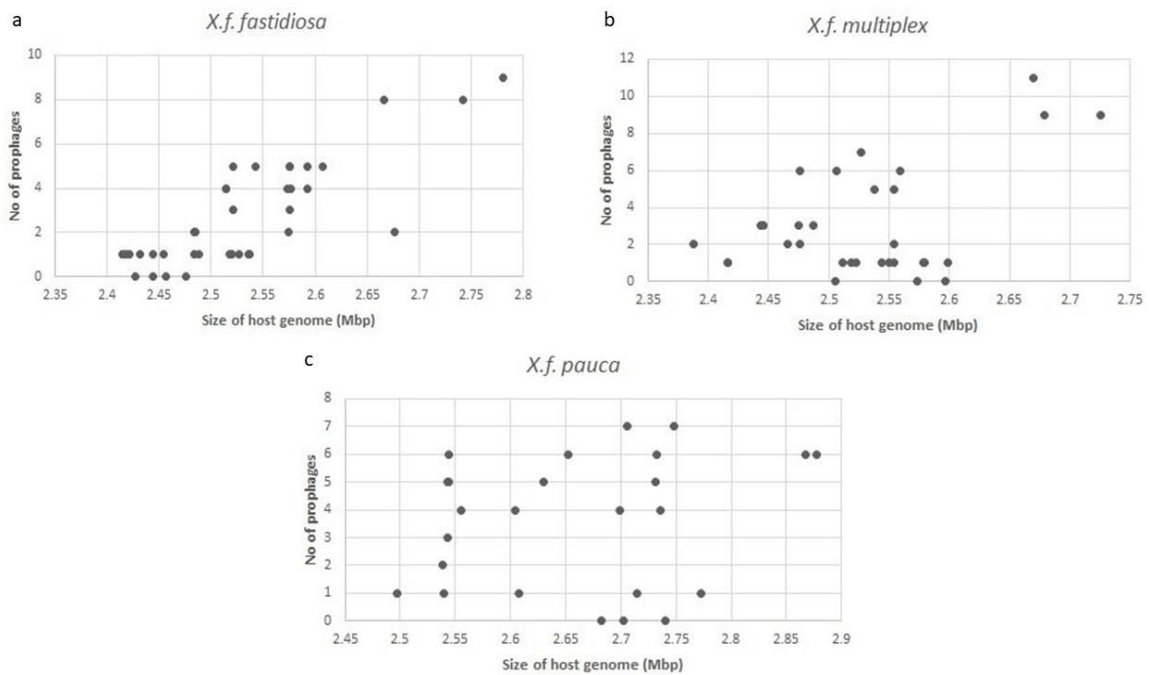 a
X.f. fastidiosa
10
8
6
4
2
0
No of prophages
2.35 2.4 2.45 2.5 2.55 2.6 2.65 2.7 2.75 2.8
Size of host genome (Mbp)
b
X.f. multiplex
12
10
8
6
4
2
0
No of prophages
2.35 2.4 2.45 2.5 2.55 2.6 2.65 2.7 2.75
Size of host genome (Mbp)
c
X.f. pauca
8
7
6
5
4
3
2
1
0
No of prophages
2.45 2.5 2.55 2.6 2.65 2.7 2.75 2.8 2.85 2.9
Size of host genome (Mbp)